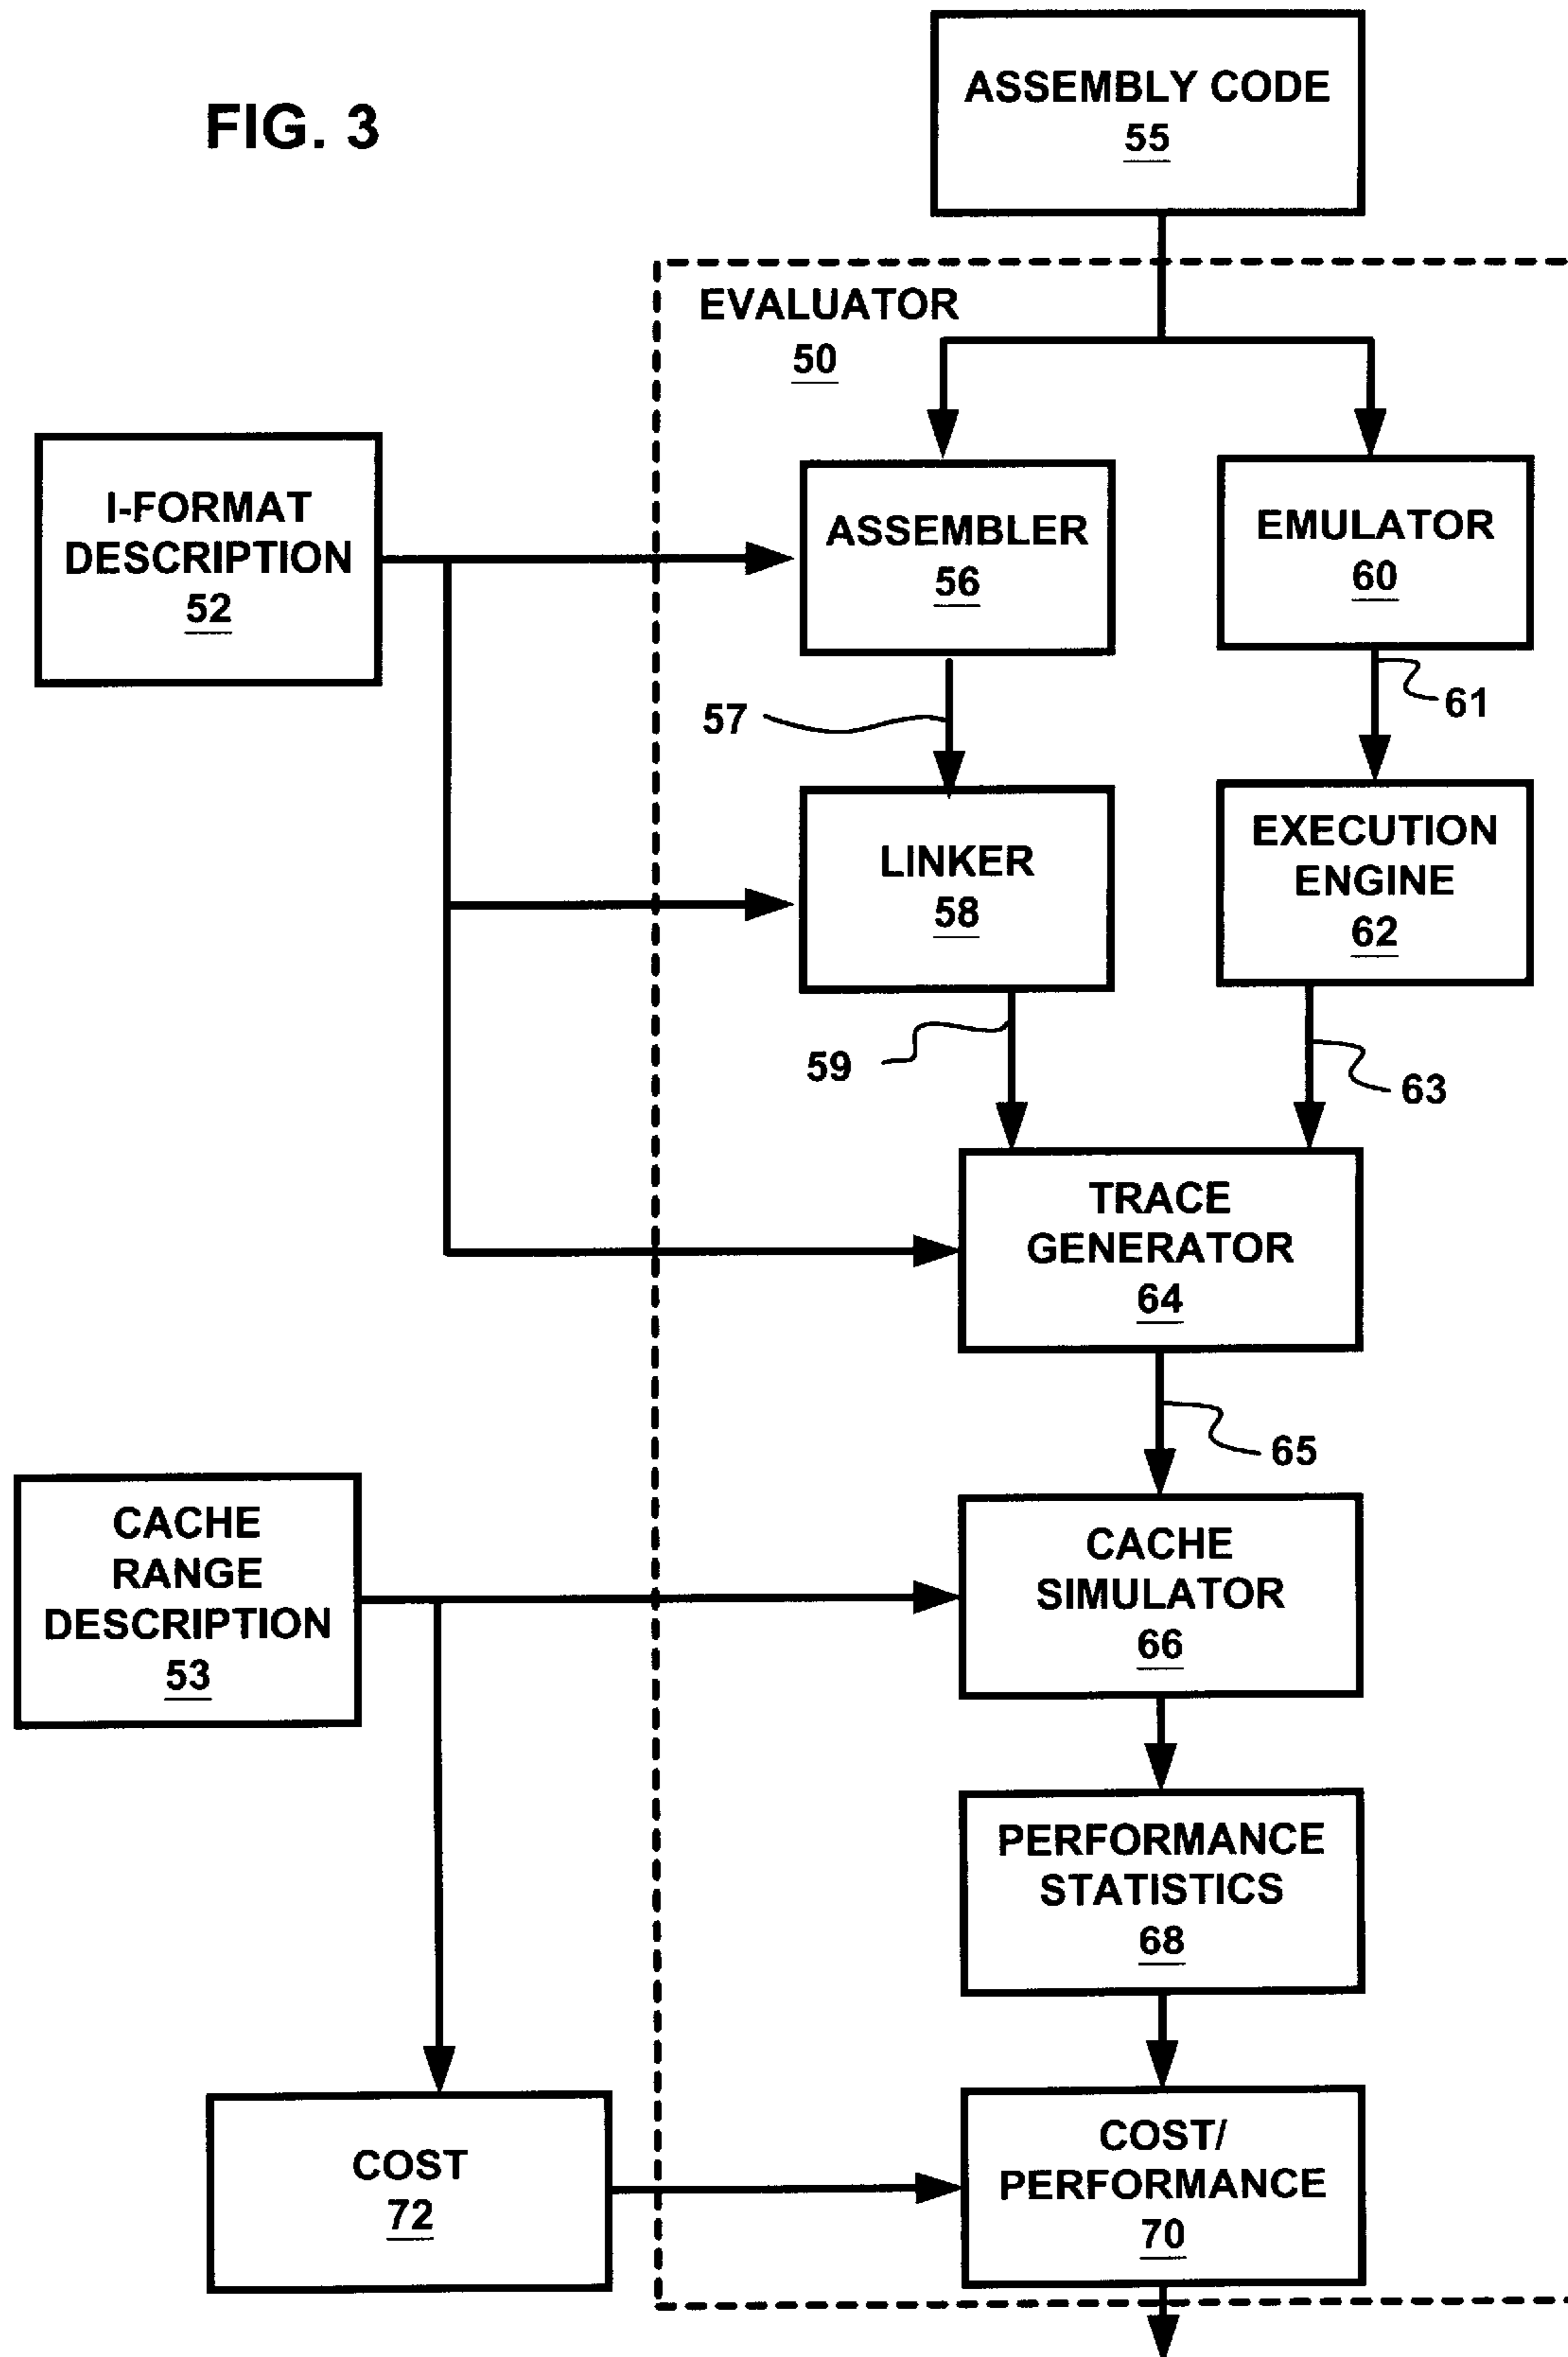 FIG. 3
ASSEMBLY CODE
55
EVALUATOR
50
I-FORMAT
DESCRIPTION
52
ASSEMBLER
56
EMULATOR
60
57
61
LINKER
58
EXECUTION
ENGINE
62
59
63
TRACE
GENERATOR
64
65
CACHE
RANGE
DESCRIPTION
53
CACHE
SIMULATOR
66
PERFORMANCE
STATISTICS
68
COST
72
COST/
PERFORMANCE
70